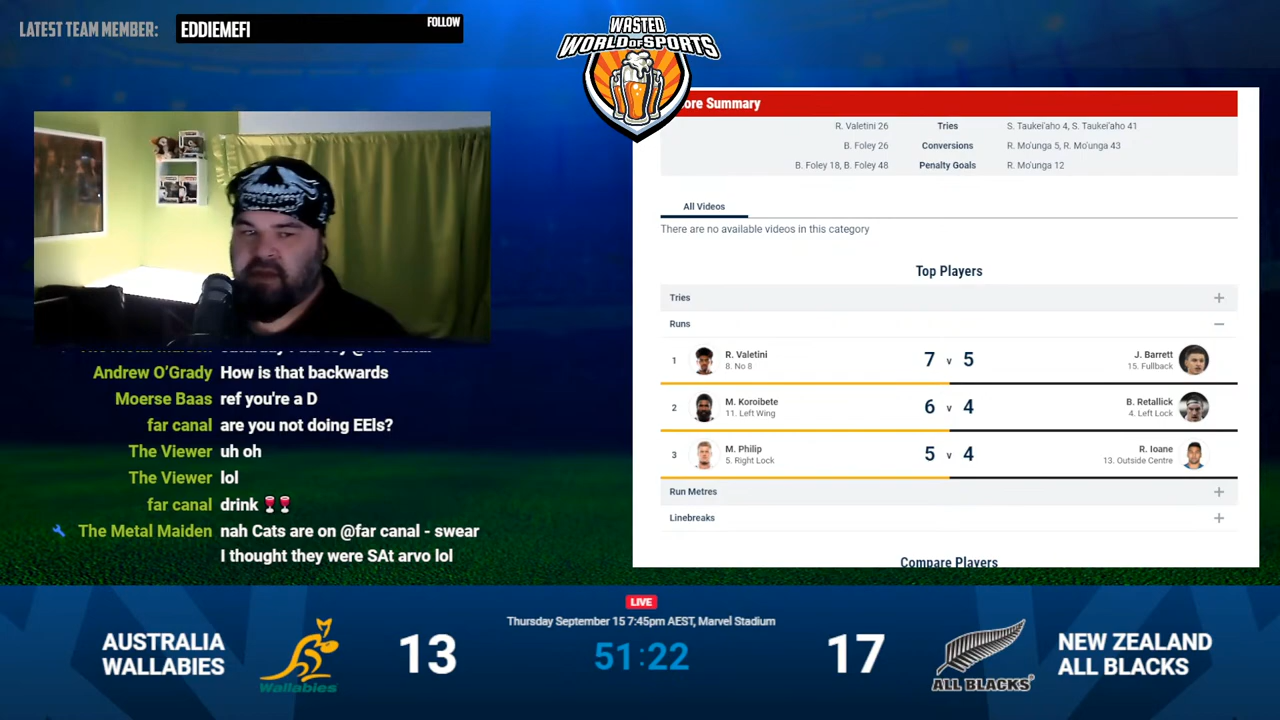 LATEST TEAM MEMBER:
EDDIEMEFI
FOLLOW
WASTED
WORLD OF SPORTS
ore Summary
R. Valetini 26 Tries S. Taukei'aho 4, S. Taukei'aho 41
B. Foley 26 Conversions R. Mo'unga 5, R. Mo'unga 43
B. Foley 18, B. Foley 48 Penalty Goals R. Mo'unga 12
All Videos
There are no available videos in this category
Top Players
Tries
Runs
1 R. Valetini 7 v 5 J. Barrett
8. No 8 15. Fullback
2 M. Koroibete 6 v 4 B. Retallick
11. Left Wing 4. Left Lock
3 M. Philip 5 v 4 R. Ioane
5. Right Lock 13. Outside Centre
Run Metres
Linebreaks
Compare Players
Andrew O'Grady How is that backwards
Moerse Baas ref you're a D
far canal are you not doing EEls?
The Viewer uh oh
The Viewer lol
far canal drink 🍷🍷
The Metal Maiden nah Cats are on @far canal - swear
I thought they were SAt arvo lol
LIVE
Thursday September 15 7:45pm AEST, Marvel Stadium
AUSTRALIA
WALLABIES
Wallabies
13
51:22
17
ALL BLACKS
NEW ZEALAND
ALL BLACKS